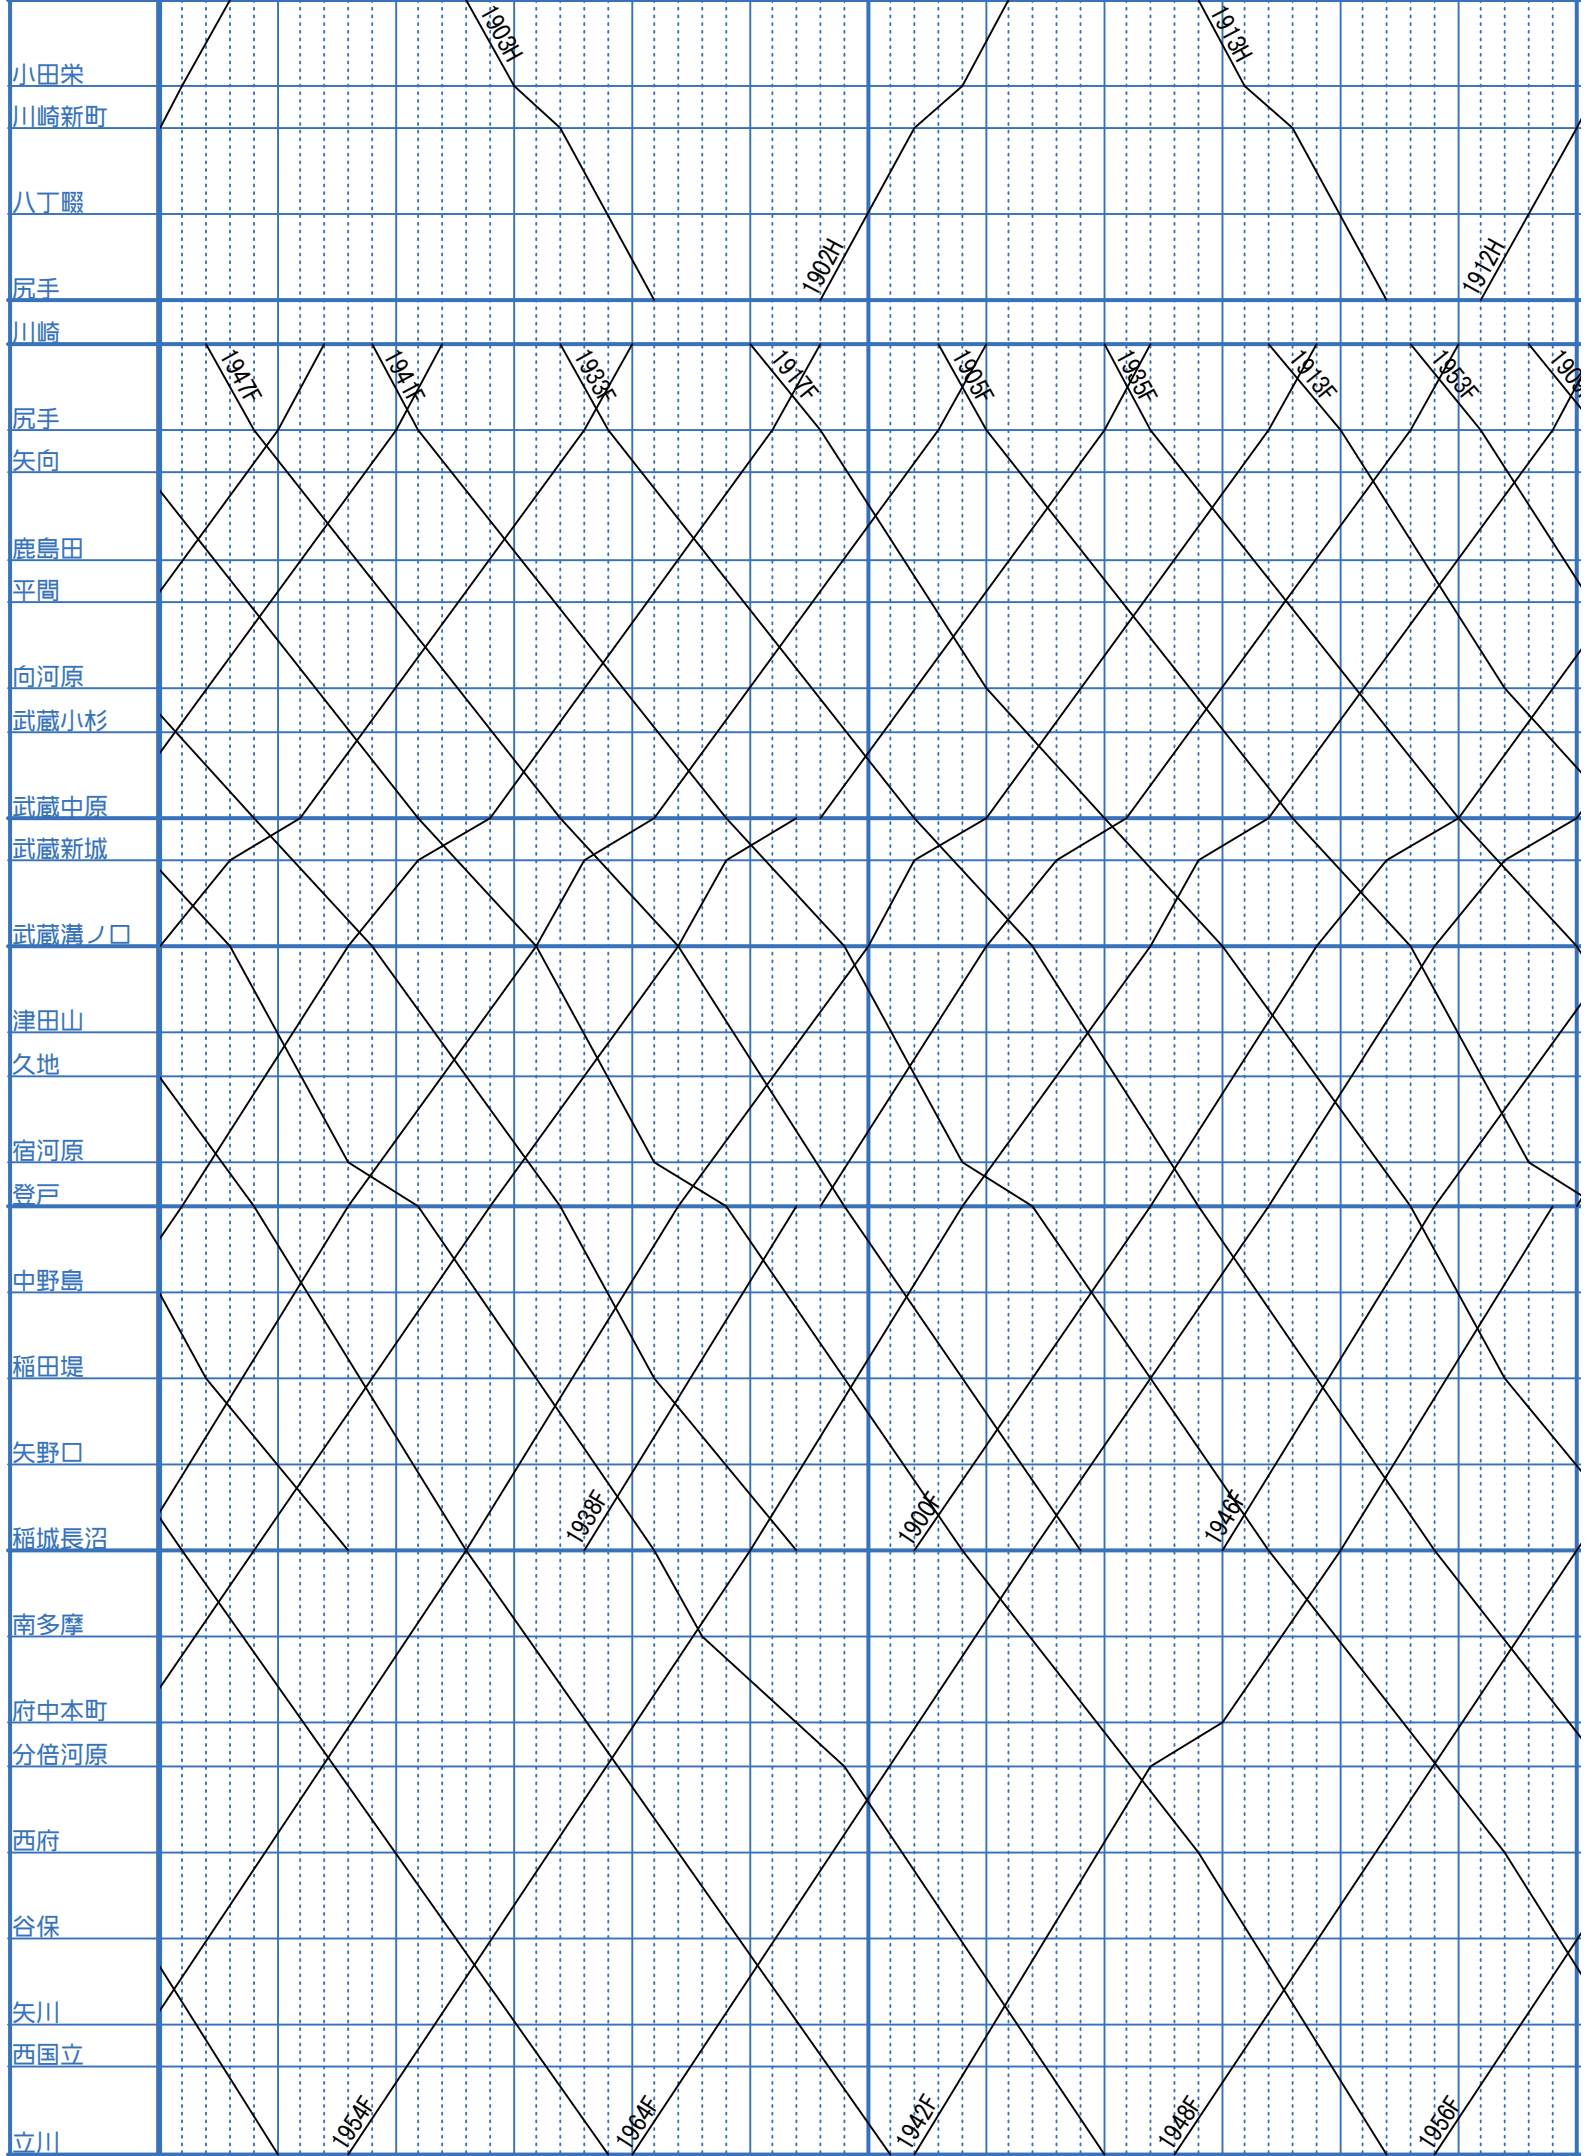 1903H
1913H
小田栄
川崎新町
八丁畷
1902H
1912H
尻手
川崎
1947F
1941F
1933F
1917F
1905F
1935F
1913F
1953F
尻手
矢向
鹿島田
平間
向河原
武蔵小杉
武蔵中原
武蔵新城
武蔵溝ノ口
津田山
久地
宿河原
登戸
中野島
稲田堤
矢野口
1938F
1900F
1946F
稲城長沼
南多摩
府中本町
分倍河原
西府
谷保
矢川
西国立
1954F
1964F
1942F
1948F
1956F
立川